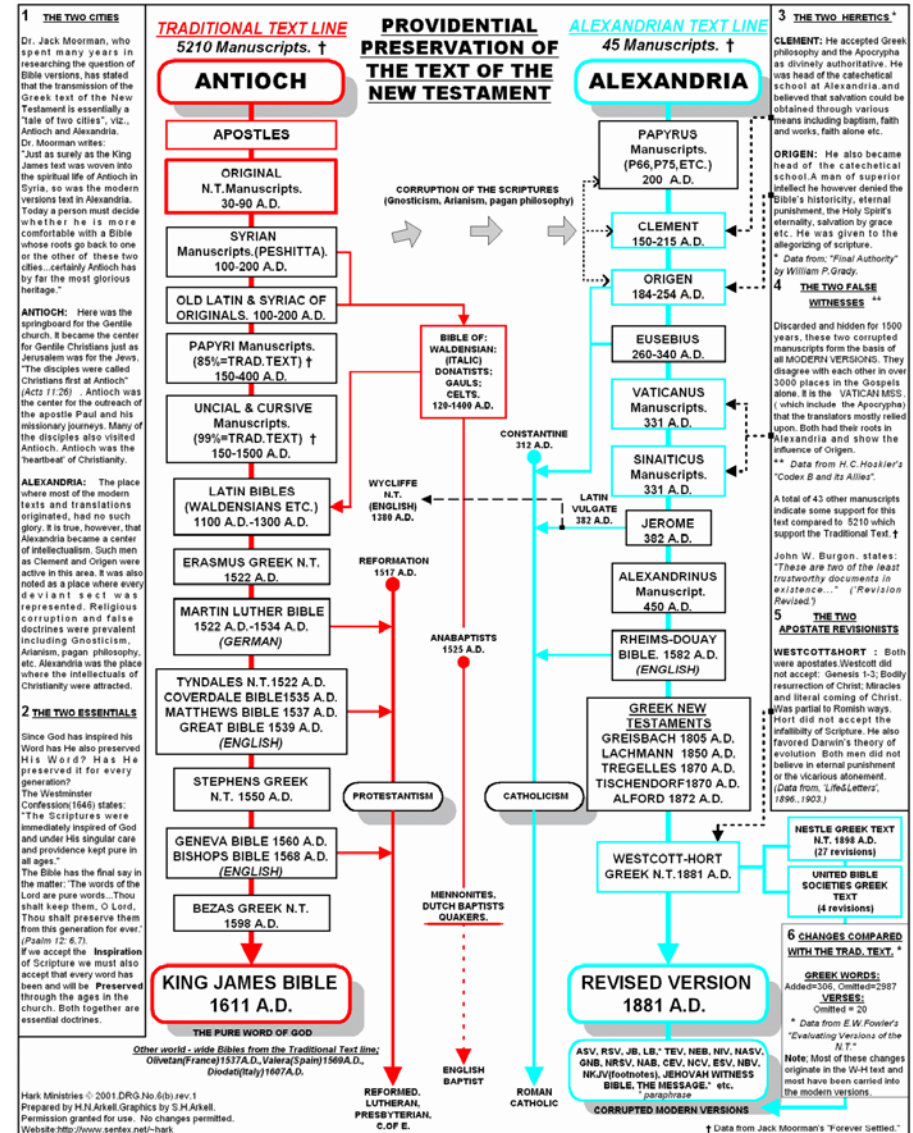 1 THE TWO CITIES
Dr. Jack Moorman, who
spent many years in
researching the question of
Bible versions, has stated
that the transmission of the
Greek text of the New
Testament is essentially a
"tale of two cities", viz.,
Antioch and Alexandria.
Dr. Moorman writes:
"Just as surely as the King
James text was woven into
the spiritual life of Antioch in
Syria, so was the modern
versions text in Alexandria.
Today a person must decide
whether he is more
comfortable with a Bible
whose roots go back to one
or the other of these two
cities...certainly Antioch has
by far the most glorious
heritage."
ANTIOCH: Here was the
springboard for the Gentile
church. It became the center
for Gentile Christians just as
Jerusalem was for the Jews.
"The disciples were called
Christians first at Antioch"
(Acts 11:26) . Antioch was
the center for the outreach of
the apostle Paul and his
missionary journeys. Many of
the disciples also visited
Antioch. Antioch was the
'heartbeat' of Christianity.
ALEXANDRIA: The place
where most of the modern
texts and translations
originated, had no such
glory. It is true, however, that
Alexandria became a center
of intellectualism. Such men
as Clement and Origen were
active in this area. It was also
noted as a place where every
deviant sect was
represented. Religious
corruption and false
doctrines were prevalent
including Gnosticism,
Arianism, pagan philosophy,
etc. Alexandria was the place
where the intellectuals of
Christianity were attracted.
2 THE TWO ESSENTIALS
Since God has inspired his
Word has He also preserved
His Word? Has He
preserved it for every
generation?
The Westminster
Confession(1646) states:
"The Scriptures were
immediately inspired of God
and under His singular care
and providence kept pure in
all ages."
The Bible has the final say in
the matter: 'The words of the
Lord are pure words...Thou
shalt keep them, O Lord,
Thou shalt preserve them
from this generation for ever.'
(Psalm 12: 6,7).
If we accept the Inspiration
of Scripture we must also
accept that every word has
been and will be Preserved
through the ages in the
church. Both together are
essential doctrines.
Hark Ministries © 2001.DRG.No.6(b).rev.1
Prepared by H.N.Arkell.Graphics by S.H.Arkell.
Permission granted for use. No changes permitted.
Website:http://www.sentex.net/~hark
PROVIDENTIAL
PRESERVATION OF
THE TEXT OF THE
NEW TESTAMENT
TRADITIONAL TEXT LINE
5210 Manuscripts. †
ANTIOCH
APOSTLES
ORIGINAL
N.T.Manuscripts.
30-90 A.D.
SYRIAN
Manuscripts.(PESHITTA).
100-200 A.D.
OLD LATIN & SYRIAC OF
ORIGINALS. 100-200 A.D.
PAPYRI Manuscripts.
(85%=TRAD.TEXT) †
150-400 A.D.
UNCIAL & CURSIVE
Manuscripts.
(99%=TRAD.TEXT) †
150-1500 A.D.
LATIN BIBLES
(WALDENSIANS ETC.)
1100 A.D.-1300 A.D.
ERASMUS GREEK N.T.
1522 A.D.
MARTIN LUTHER BIBLE
1522 A.D.-1534 A.D.
(GERMAN)
TYNDALES N.T.1522 A.D.
COVERDALE BIBLE1535 A.D.
MATTHEWS BIBLE 1537 A.D.
GREAT BIBLE 1539 A.D.
(ENGLISH)
STEPHENS GREEK
N.T. 1550 A.D.
GENEVA BIBLE 1560 A.D.
BISHOPS BIBLE 1568 A.D.
(ENGLISH)
BEZAS GREEK N.T.
1598 A.D.
KING JAMES BIBLE
1611 A.D.
THE PURE WORD OF GOD
Other world - wide Bibles from the Traditional Text line;
Olivetan(France)1537A.D.,Valera(Spain)1569A.D.,
Diodati(Italy)1607A.D.
CORRUPTION OF THE SCRIPTURES
(Gnosticism, Arianism, pagan philosophy)
BIBLE OF:
WALDENSIAN:
(ITALIC)
DONATISTS:
GAULS:
CELTS.
120-1400 A.D.
WYCLIFFE
N.T.
(ENGLISH)
1380 A.D.
REFORMATION
1517 A.D.
PROTESTANTISM
REFORMED,
LUTHERAN,
PRESBYTERIAN,
C.OF E.
ANABAPTISTS
1525 A.D.
MENNONITES,
DUTCH BAPTISTS
QUAKERS.
ENGLISH
BAPTIST
CONSTANTINE
312 A.D.
LATIN
VULGATE
382 A.D.
CATHOLICISM
ROMAN
CATHOLIC
ALEXANDRIAN TEXT LINE
45 Manuscripts. †
ALEXANDRIA
PAPYRUS
Manuscripts.
(P66,P75,ETC.)
200 A.D.
CLEMENT
150-215 A.D.
ORIGEN
184-254 A.D.
EUSEBIUS
260-340 A.D.
VATICANUS
Manuscripts.
331 A.D.
SINAITICUS
Manuscripts.
331 A.D.
JEROME
382 A.D.
ALEXANDRINUS
Manuscript.
450 A.D.
RHEIMS-DOUAY
BIBLE. 1582 A.D.
(ENGLISH)
GREEK NEW
TESTAMENTS
GREISBACH 1805 A.D.
LACHMANN 1850 A.D.
TREGELLES 1870 A.D.
TISCHENDORF1870 A.D.
ALFORD 1872 A.D.
WESTCOTT-HORT
GREEK N.T.1881 A.D.
REVISED VERSION
1881 A.D.
ASV, RSV, JB, LB,* TEV, NEB, NIV, NASV,
GNB, NRSV, NAB, CEV, NCV, ESV, NBV,
NKJV(footnotes), JEHOVAH WITNESS
BIBLE, THE MESSAGE.* etc.
* paraphrase
CORRUPTED MODERN VERSIONS
3 THE TWO HERETICS *
CLEMENT: He accepted Greek
philosophy and the Apocrypha
as divinely authoritative. He
was head of the catechetical
school at Alexandria.and
believed that salvation could be
obtained through various
means including baptism, faith
and works, faith alone etc.
ORIGEN: He also became
head of the catechetical
school.A man of superior
intellect he however denied the
Bible's historicity, eternal
punishment, the Holy Spirit's
eternality, salvation by grace
etc. He was given to the
allegorizing of scripture.
* Data from; "Final Authority"
by William P.Grady.
4 THE TWO FALSE
WITNESSES **
Discarded and hidden for 1500
years, these two corrupted
manuscripts form the basis of
all MODERN VERSIONS. They
disagree with each other in over
3000 places in the Gospels
alone. It is the VATICAN MSS.
( which include the Apocrypha)
that the translators mostly relied
upon. Both had their roots in
Alexandria and show the
influence of Origen.
** Data from H.C.Hoskier's
"Codex B and its Allies".
A total of 43 other manuscripts
indicate some support for this
text compared to 5210 which
support the Traditional Text.†
John W. Burgon. states:
"These are two of the least
trustworthy documents in
existence..." ('Revision
Revised.')
5 THE TWO
APOSTATE REVISIONISTS
WESTCOTT&HORT : Both
were apostates.Westcott did
not accept: Genesis 1-3; Bodily
resurrection of Christ; Miracles
and literal coming of Christ.
Was partial to Romish ways.
Hort did not accept the
infallibilty of Scripture. He also
favored Darwin's theory of
evolution Both men did not
believe in eternal punishment
or the vicarious atonement.
(Data from, 'Life&Letters',
1896.,1903.)
NESTLE GREEK TEXT
N.T. 1898 A.D.
(27 revisions)
UNITED BIBLE
SOCIETIES GREEK
TEXT
(4 revisions)
6 CHANGES COMPARED
WITH THE TRAD. TEXT. *
GREEK WORDS:
Added=306, Omitted=2987
VERSES:
Omitted = 20
* Data from E.W.Fowler's
"Evaluating Versions of the
N.T."
Note; Most of these changes
originate in the W-H text and
most have been carried into
the modern versions.
† Data from Jack Moorman's "Forever Settled."